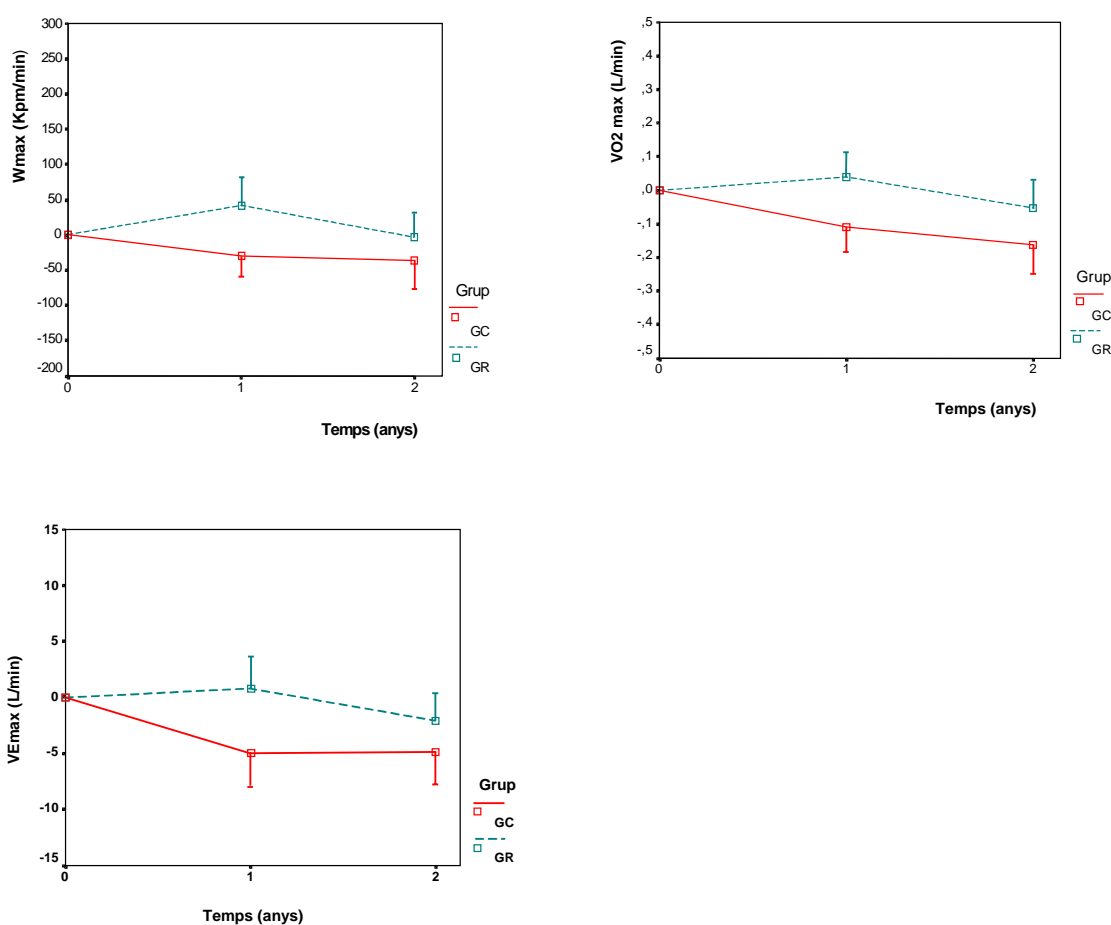 Wmax (Kpm/min)
300
250
200
150
100
50
0
-50
-100
-150
-200
0 1 2
Temps (anys)
Grup
GC
GR
VO2 max (L/min)
,5
,4
,3
,2
,1
,0
-,1
-,2
-,3
-,4
-,5
0 1 2
Temps (anys)
Grup
GC
GR
VEmax (L/min)
15
10
5
0
-5
-10
-15
0 1 2
Temps (anys)
Grup
GC
GR